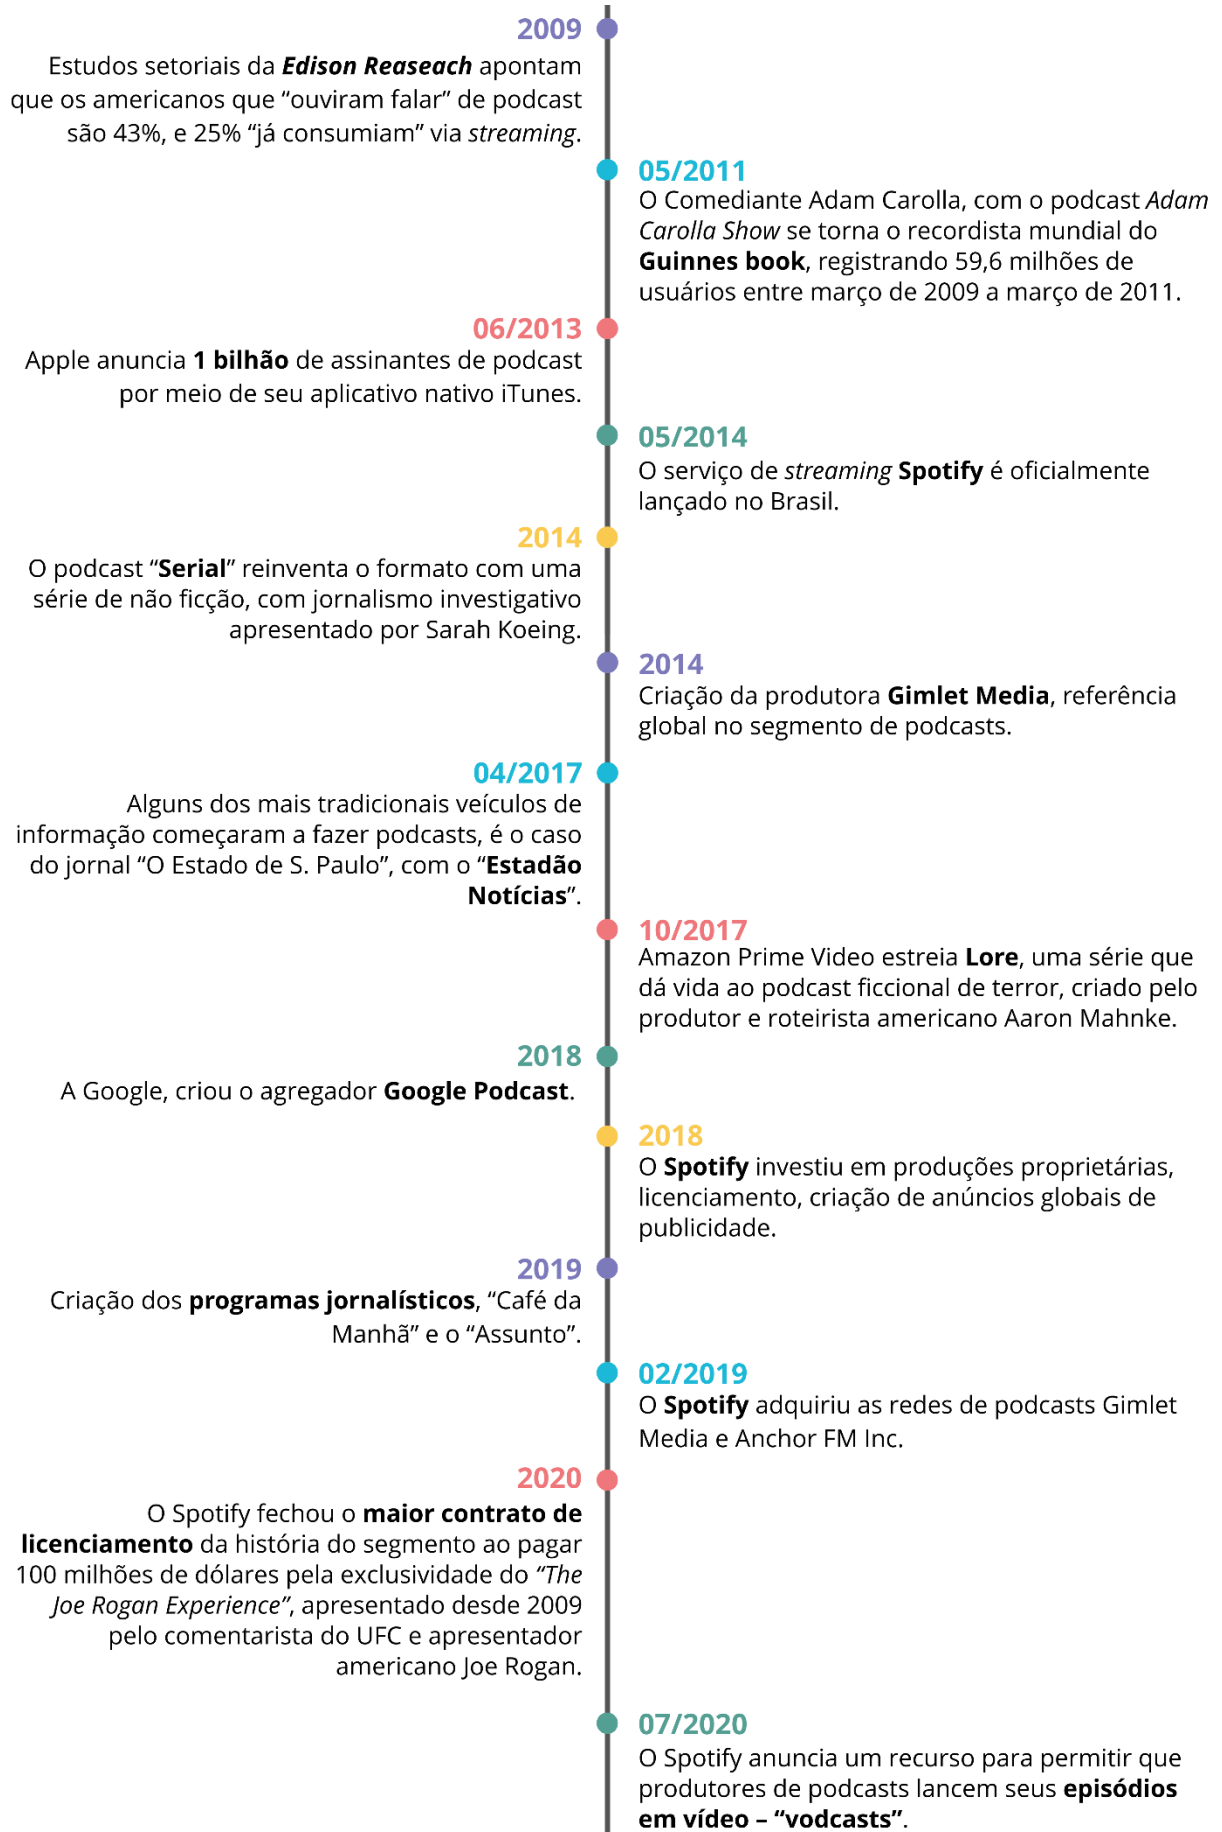 2009
Estudos setoriais da Edison Reaseach apontam
que os americanos que “ouviram falar” de podcast
são 43%, e 25% “já consumiam” via streaming.
05/2011
O Comediante Adam Carolla, com o podcast Adam
Carolla Show se torna o recordista mundial do
Guinnes book, registrando 59,6 milhões de
usuários entre março de 2009 a março de 2011.
06/2013
Apple anuncia 1 bilhão de assinantes de podcast
por meio de seu aplicativo nativo iTunes.
05/2014
O serviço de streaming Spotify é oficialmente
lançado no Brasil.
2014
O podcast “Serial” reinventa o formato com uma
série de não ficção, com jornalismo investigativo
apresentado por Sarah Koeing.
2014
Criação da produtora Gimlet Media, referência
global no segmento de podcasts.
04/2017
Alguns dos mais tradicionais veículos de
informação começaram a fazer podcasts, é o caso
do jornal “O Estado de S. Paulo”, com o “Estadão
Notícias”.
10/2017
Amazon Prime Video estreia Lore, uma série que
dá vida ao podcast ficcional de terror, criado pelo
produtor e roteirista americano Aaron Mahnke.
2018
A Google, criou o agregador Google Podcast.
2018
O Spotify investiu em produções proprietárias,
licenciamento, criação de anúncios globais de
publicidade.
2019
Criação dos programas jornalísticos, “Café da
Manhã” e o “Assunto”.
02/2019
O Spotify adquiriu as redes de podcasts Gimlet
Media e Anchor FM Inc.
2020
O Spotify fechou o maior contrato de
licenciamento da história do segmento ao pagar
100 milhões de dólares pela exclusividade do “The
Joe Rogan Experience”, apresentado desde 2009
pelo comentarista do UFC e apresentador
americano Joe Rogan.
07/2020
O Spotify anuncia um recurso para permitir que
produtores de podcasts lancem seus episódios
em vídeo – “vodcasts”.